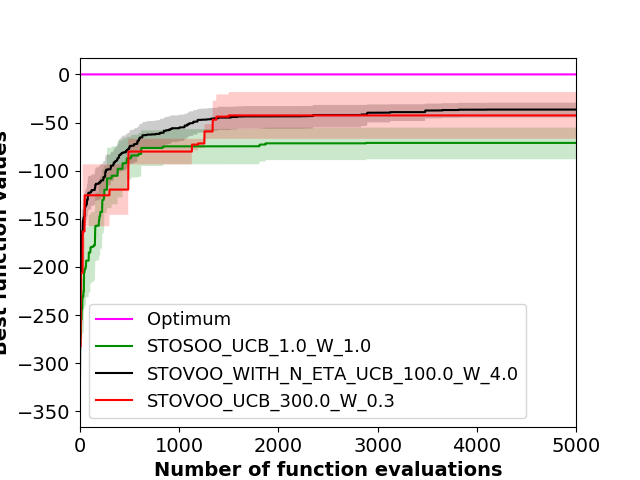 0
−50
−100
−150
−200
−250
−300
−350
Best function values
Optimum
STOSOO_UCB_1.0_W_1.0
STOVOO_WITH_N_ETA_UCB_100.0_W_4.0
STOVOO_UCB_300.0_W_0.3
0 1000 2000 3000 4000 5000
Number of function evaluations